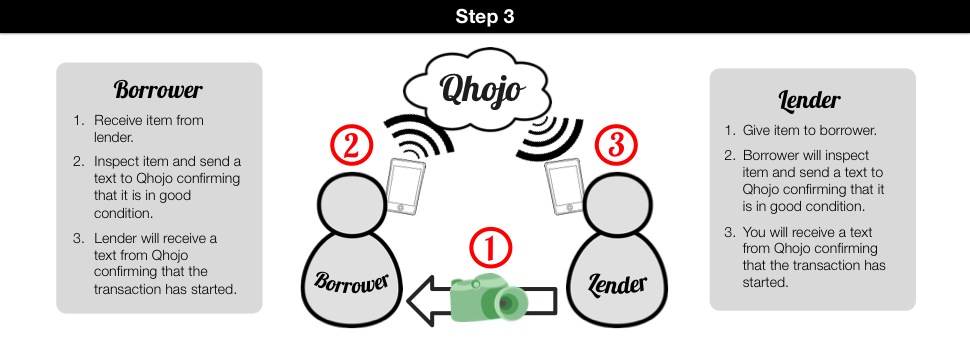 Step 3
Borrower
1. Receive item from
lender.
2. Inspect item and send a
text to Qhojo confirming
that it is in good
condition.
3. Lender will receive a
text from Qhojo
confirming that the
transaction has started.
Qhojo
2
3
1
Borrower
Lender
Lender
1. Give item to borrower.
2. Borrower will inspect
item and send a text to
Qhojo confirming that it
is in good condition.
3. You will receive a text
from Qhojo confirming
that the transaction has
started.